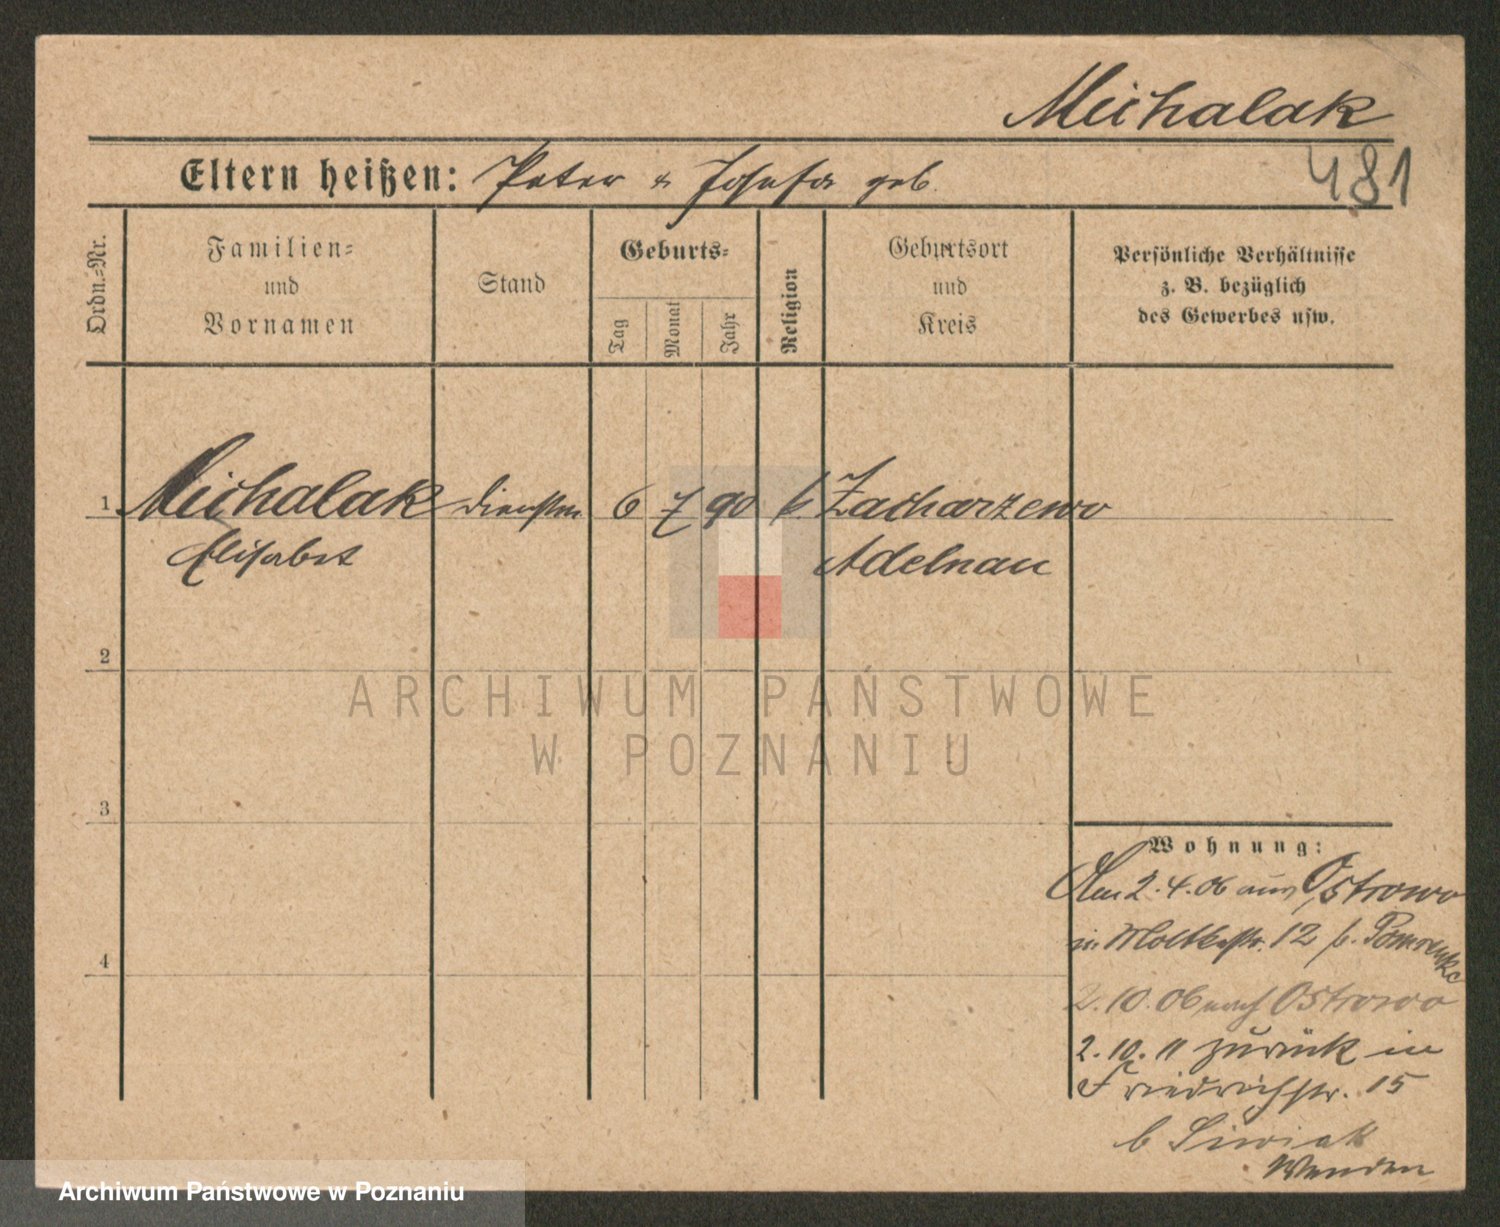 Michalak
Eltern heißen: Peter & Josefa geb.
481
Ordn.=Nr.
Familien=
und
Vornamen
Stand
Geburts=
Tag
Monat
Jahr
Religion
Geburtsort
und
Kreis
Persönliche Verhältnisse
z. B. bezüglich
des Gewerbes usw.
1 Michalak 6 7 90 k. Zacharzewo
Elisabet Adelnau
2
3
4
ARCHIWUM PAŃSTWOWE
W POZNANIU
Wohnung:
Am 2.4.06 aus Ostrowo
in Moltkestr. 12 b.
2.10.06 nach Ostrowo
2.10.11 zurück in
Friedrichstr. 15
b Siwiak
Wenden
Archiwum Państwowe w Poznaniu